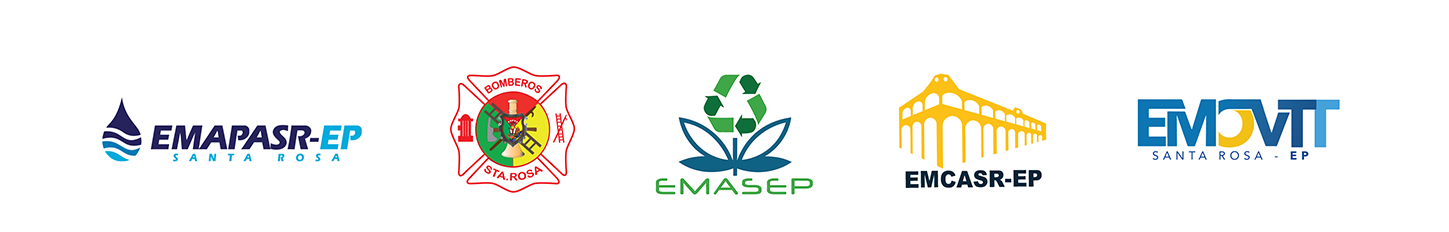 EMAPASR-EP
SANTA ROSA
BOMBEROS
STA.ROSA
EMASEP
EMCASR-EP
EMOVTT
SANTA ROSA - EP